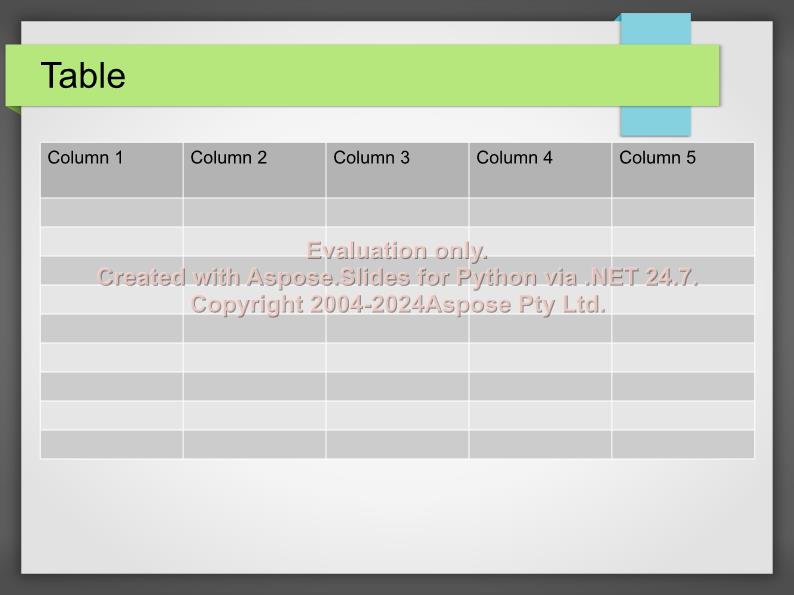 Table
Column 1 Column 2 Column 3 Column 4 Column 5
Evaluation only.
Created with Aspose.Slides for Python via .NET 24.7.
Copyright 2004-2024Aspose Pty Ltd.